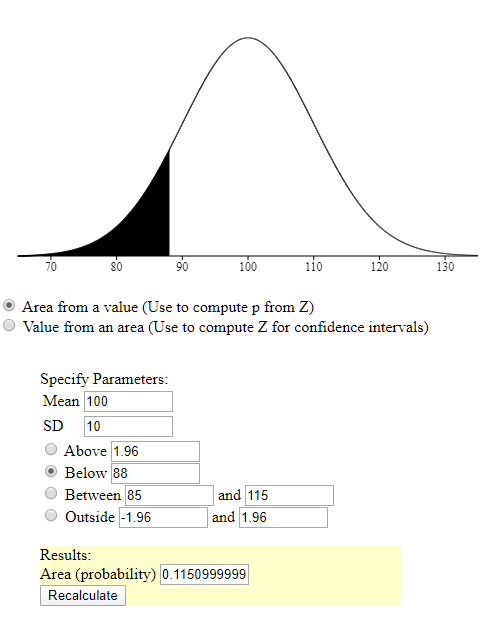 70 80 90 100 110 120 130
Area from a value (Use to compute p from Z)
Value from an area (Use to compute Z for confidence intervals)
Specify Parameters:
Mean 100
SD 10
Above 1.96
Below 88
Between 85 and 115
Outside -1.96 and 1.96
Results:
Area (probability) 0.1150999999
Recalculate